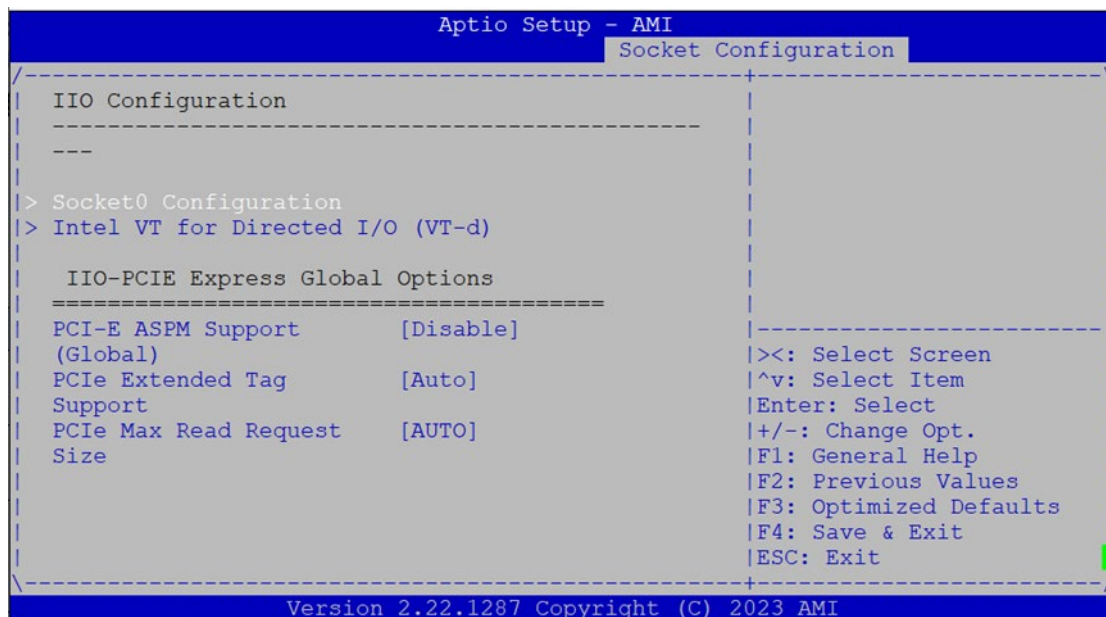 Aptio Setup - AMI
Socket Configuration
IIO Configuration
---
> Socket0 Configuration
> Intel VT for Directed I/O (VT-d)
IIO-PCIE Express Global Options
========================================
PCI-E ASPM Support [Disable]
(Global)
PCIe Extended Tag [Auto]
Support
PCIe Max Read Request [AUTO]
Size
><: Select Screen
^v: Select Item
Enter: Select
+/-: Change Opt.
F1: General Help
F2: Previous Values
F3: Optimized Defaults
F4: Save & Exit
ESC: Exit
Version 2.22.1287 Copyright (C) 2023 AMI